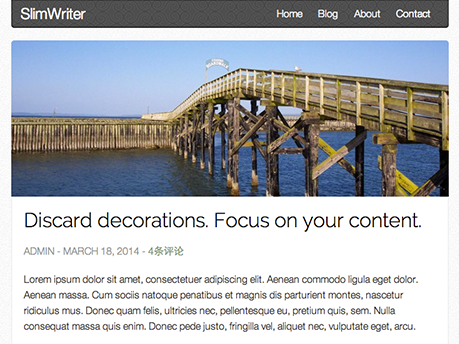 SlimWriter
Home Blog About Contact
Discard decorations. Focus on your content.
ADMIN - MARCH 18, 2014 - 4条评论
Lorem ipsum dolor sit amet, consectetuer adipiscing elit. Aenean commodo ligula eget dolor.
Aenean massa. Cum sociis natoque penatibus et magnis dis parturient montes, nascetur
ridiculus mus. Donec quam felis, ultricies nec, pellentesque eu, pretium quis, sem. Nulla
consequat massa quis enim. Donec pede justo, fringilla vel, aliquet nec, vulputate eget, arcu.